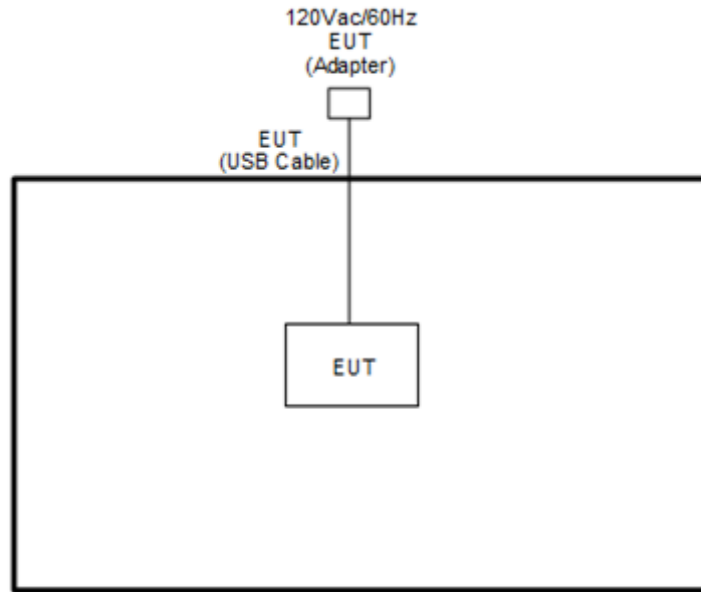 120Vac/60Hz
EUT
(Adapter)
EUT
(USB Cable)
EUT